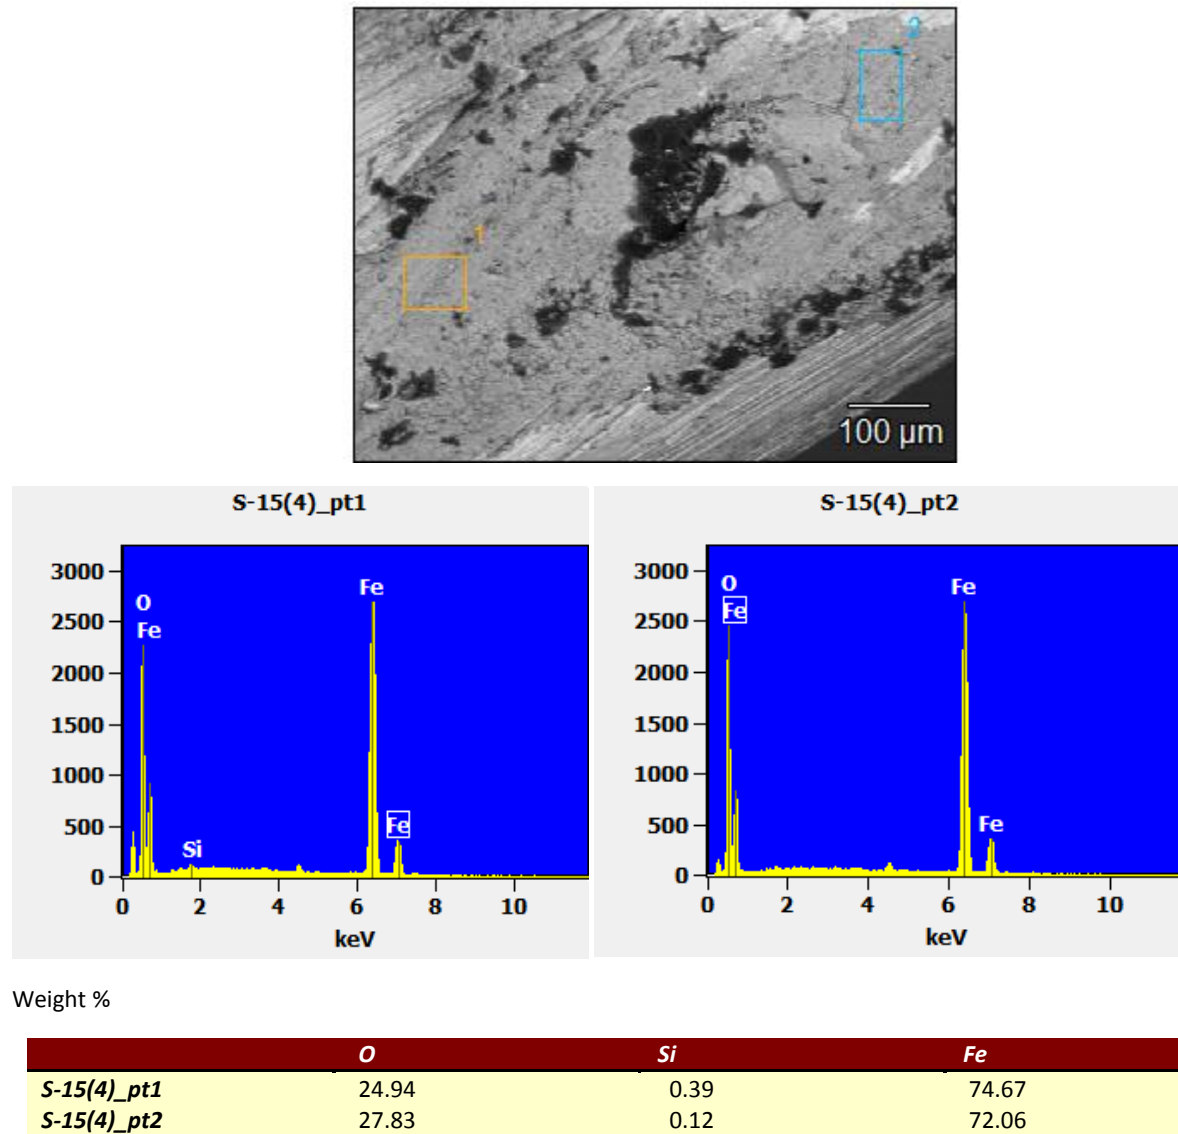 2
1
100 µm
S-15(4)_pt1
3000
2500
2000
1500
1000
500
0
O
Fe
Si
Fe
Fe
0 2 4 6 8 10
keV
S-15(4)_pt2
3000
2500
2000
1500
1000
500
0
O
Fe
Fe
Fe
0 2 4 6 8 10
keV
Weight %
O Si Fe
S-15(4)_pt1 24.94 0.39 74.67
S-15(4)_pt2 27.83 0.12 72.06